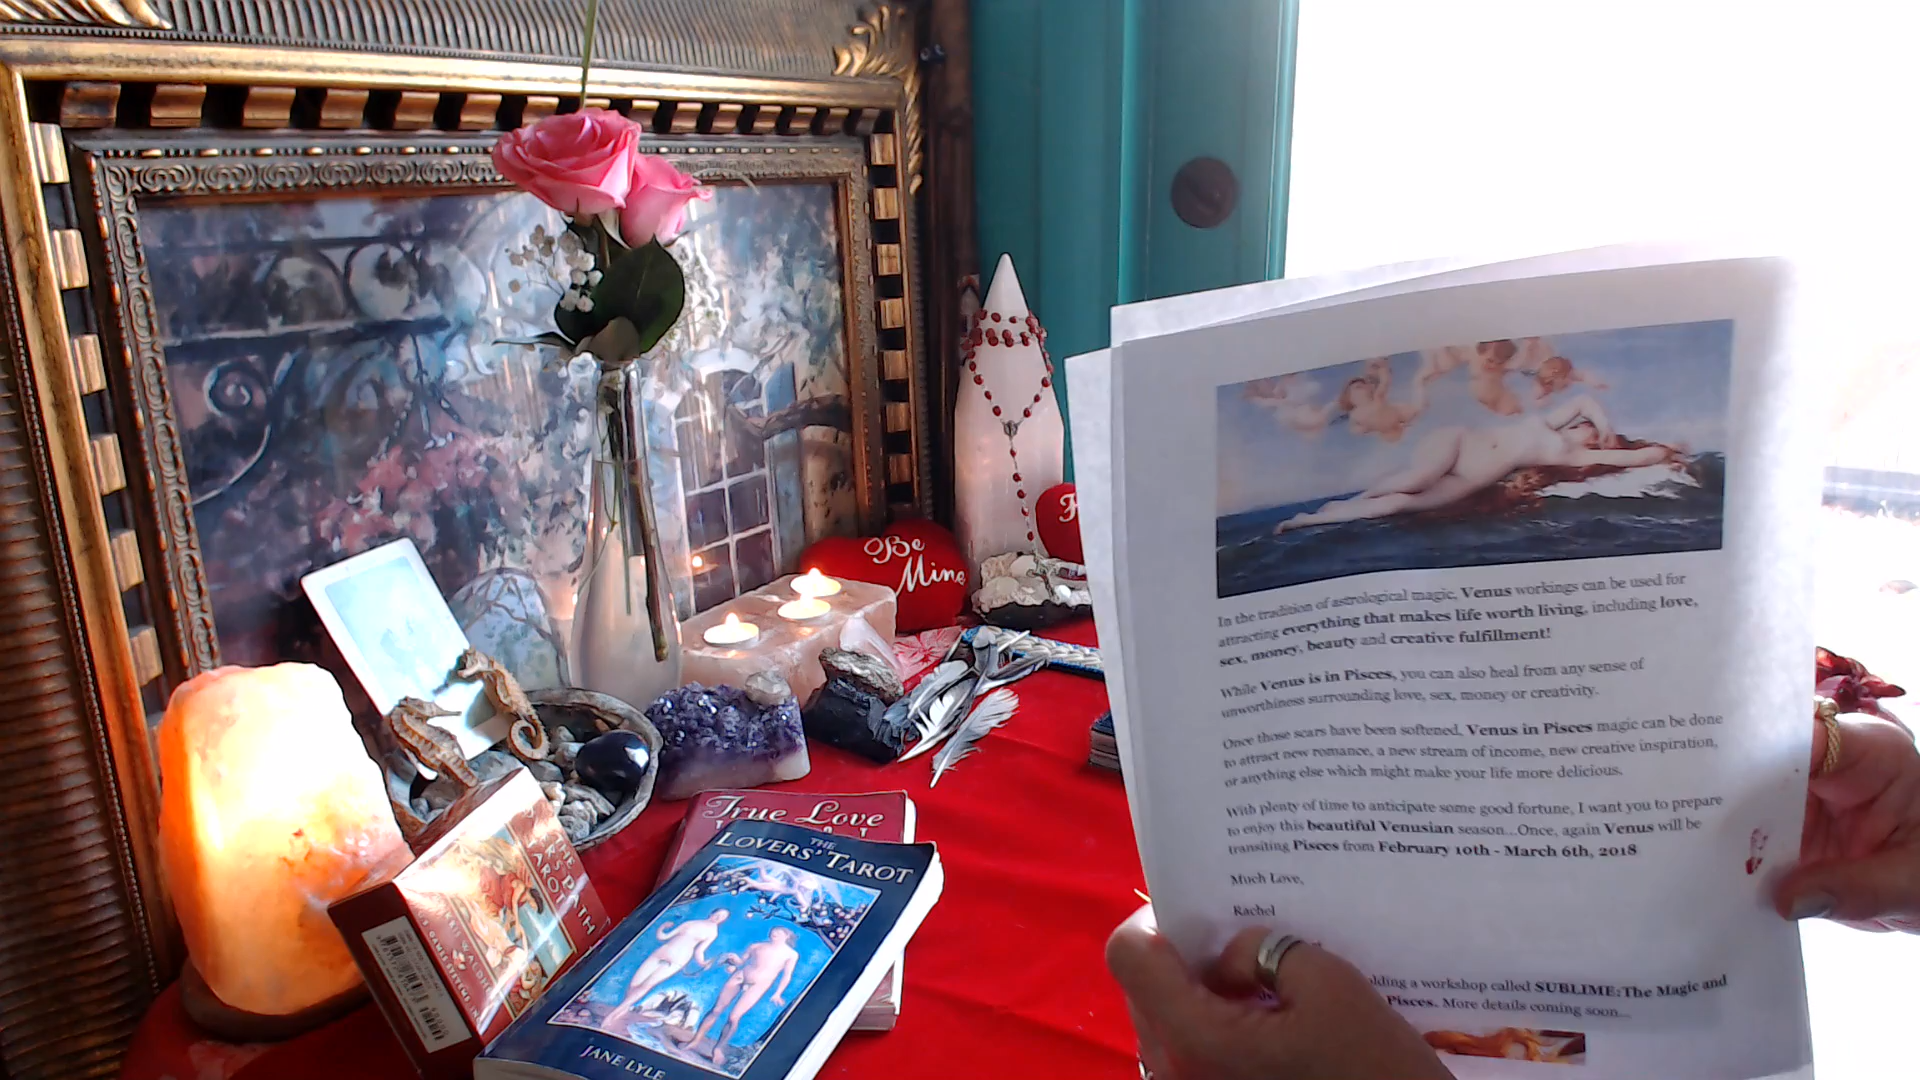 Be
Mine
True Love
THE
LOVERS' TAROT
JANE LYLE
THE PATH
TAROT
In the tradition of astrological magic, Venus workings can be used for
attracting everything that makes life worth living, including love,
sex, money, beauty and creative fulfillment!
While Venus is in Pisces, you can also heal from any sense of
unworthiness surrounding love, sex, money or creativity.
Once those scars have been softened, Venus in Pisces magic can be done
to attract new romance, a new stream of income, new creative inspiration,
or anything else which might make your life more delicious.
With plenty of time to anticipate some good fortune, I want you to prepare
to enjoy this beautiful Venusian season...Once, again Venus will be
transiting Pisces from February 10th - March 6th, 2018
Much Love,
Rachel
olding a workshop called SUBLIME:The Magic and
Pisces. More details coming soon...